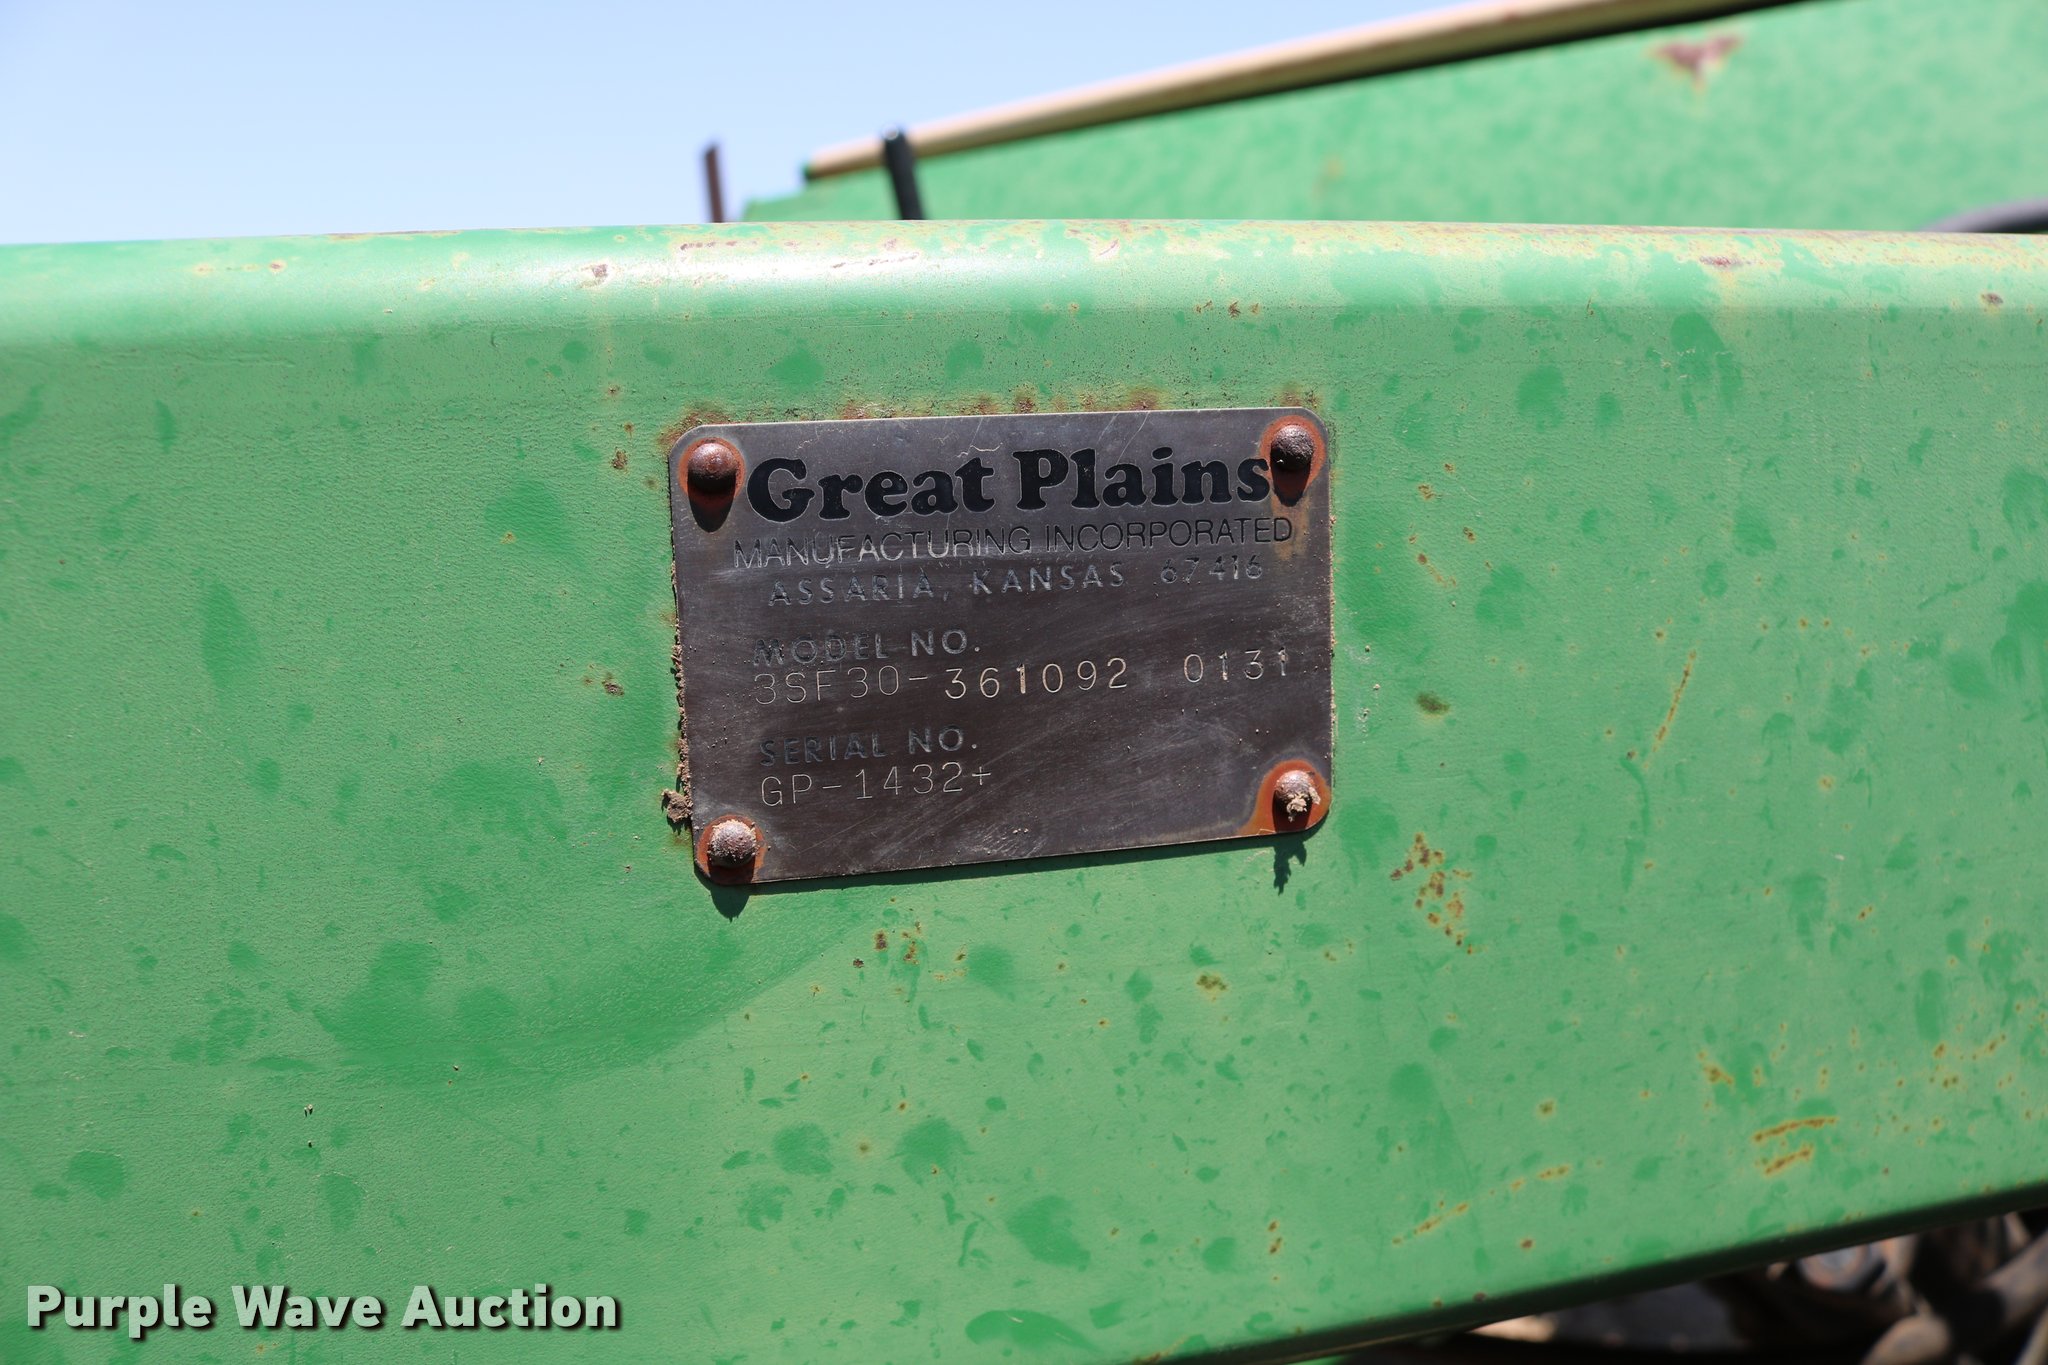 Great Plains
MANUFACTURING INCORPORATED
ASSARIA, KANSAS 67416
MODEL NO.
3SF30-361092 0131
SERIAL NO.
GP-1432+
Purple Wave Auction